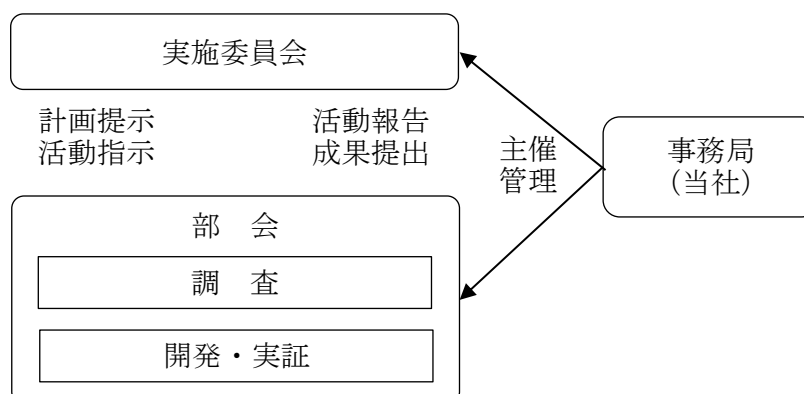 実施委員会
計画提示
活動指示
活動報告
成果提出
主催
管理
事務局
（当社）
部　会
調　査
開発・実証